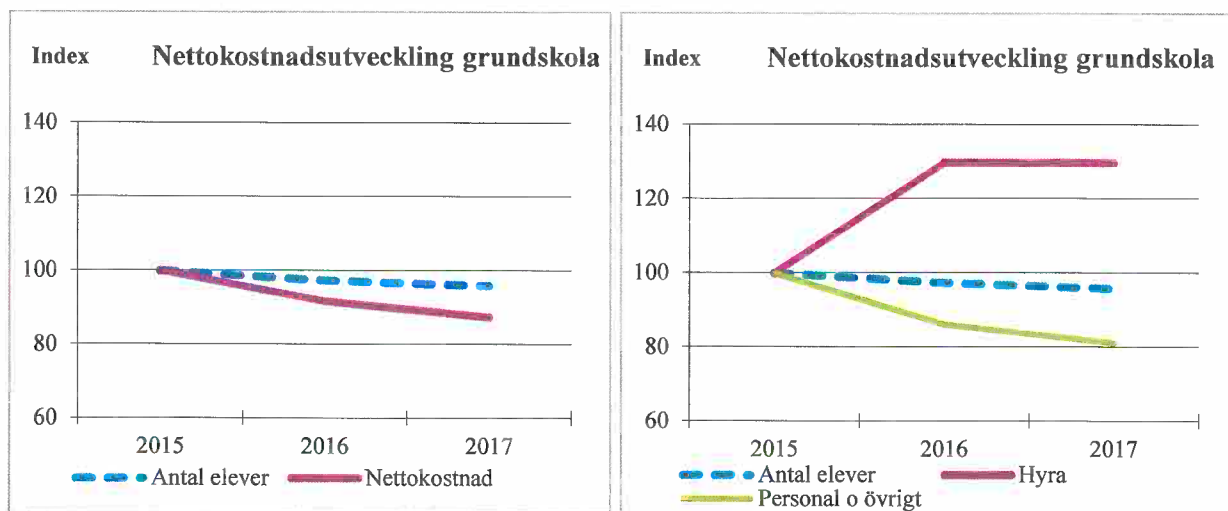 Index Nettokostnadsutveckling grundskola
140
120
100
80
60
2015 2016 2017
Antal elever Nettokostnad
Index Nettokostnadsutveckling grundskola
140
120
100
80
60
2015 2016 2017
Antal elever Hyra
Personal o övrigt